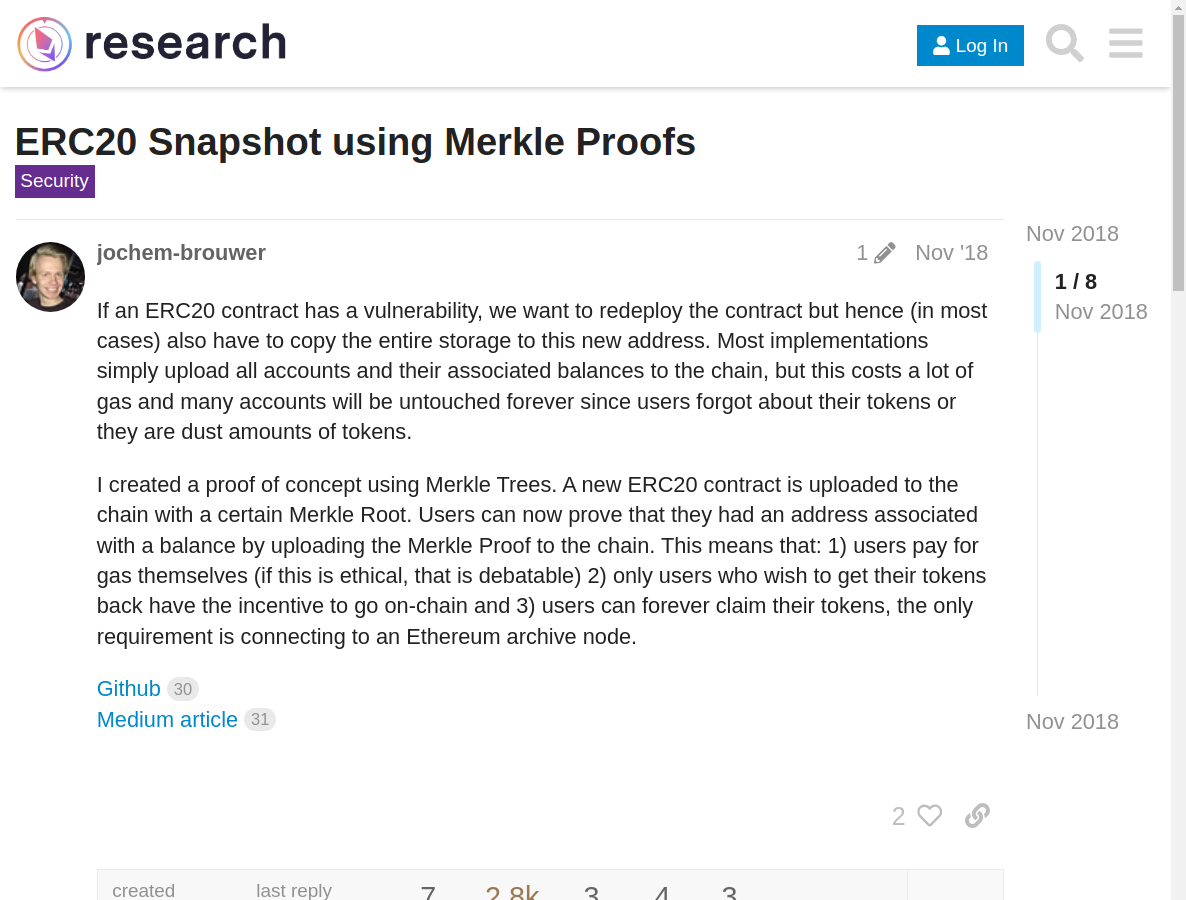 research
Log In
ERC20 Snapshot using Merkle Proofs
Security
jochem-brouwer
1
Nov '18
If an ERC20 contract has a vulnerability, we want to redeploy the contract but hence (in most
cases) also have to copy the entire storage to this new address. Most implementations
simply upload all accounts and their associated balances to the chain, but this costs a lot of
gas and many accounts will be untouched forever since users forgot about their tokens or
they are dust amounts of tokens.
I created a proof of concept using Merkle Trees. A new ERC20 contract is uploaded to the
chain with a certain Merkle Root. Users can now prove that they had an address associated
with a balance by uploading the Merkle Proof to the chain. This means that: 1) users pay for
gas themselves (if this is ethical, that is debatable) 2) only users who wish to get their tokens
back have the incentive to go on-chain and 3) users can forever claim their tokens, the only
requirement is connecting to an Ethereum archive node.
Github 30
Medium article 31
2
created
last reply
7
2.8k
3
4
3
Nov 2018
1 / 8
Nov 2018
Nov 2018